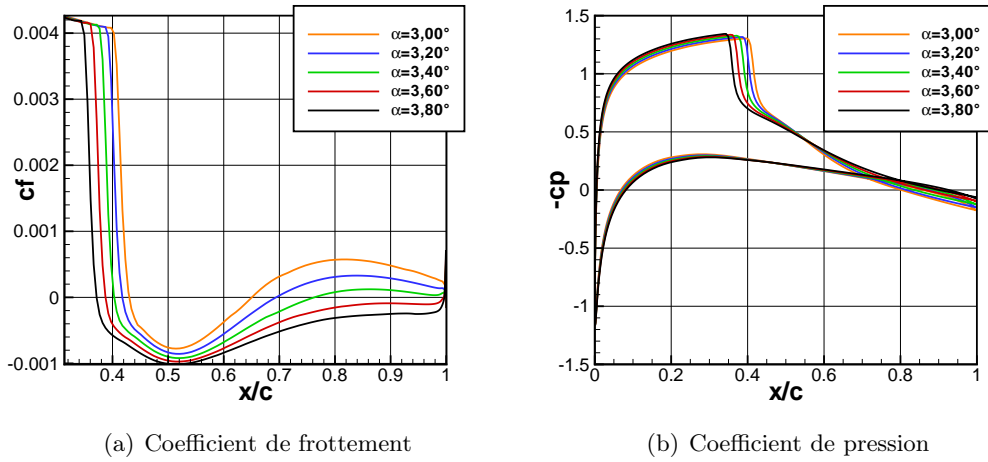 cf
0.004
0.003
0.002
0.001
0
-0.001
0.4
0.5
0.6
0.7
0.8
0.9
1
x/c
α=3,00°
α=3,20°
α=3,40°
α=3,60°
α=3,80°
(a) Coefficient de frottement
-cp
1.5
1
0.5
0
-0.5
-1
-1.5
0
0.2
0.4
0.6
0.8
1
x/c
α=3,00°
α=3,20°
α=3,40°
α=3,60°
α=3,80°
(b) Coefficient de pression